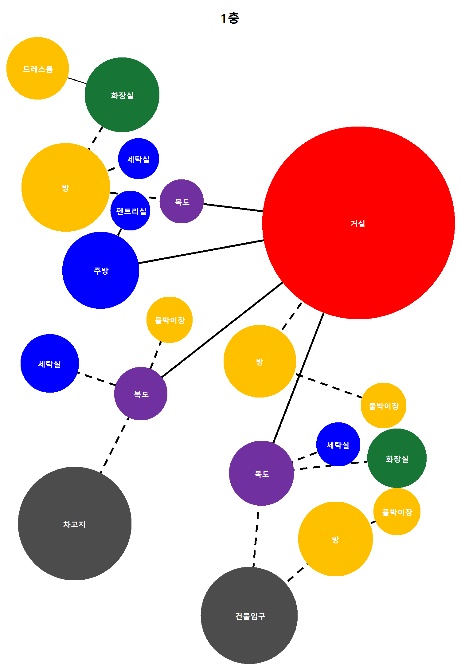 1층
드레스룸
화장실
세탁실
방
복도
팬트리실
거실
주방
붙박이장
세탁실
방
복도
붙박이장
세탁실
화장실
복도
붙박이장
차고지
방
건물입구